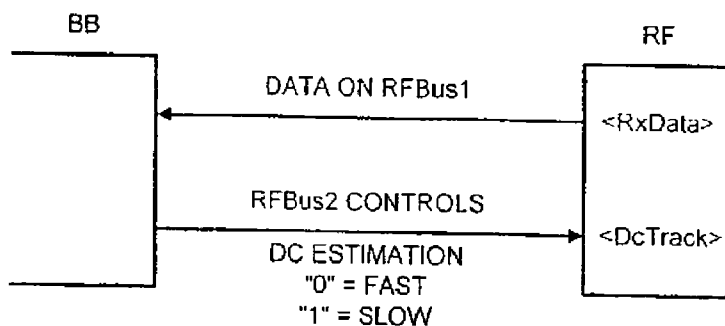 BB
RF
DATA ON RFBus1
<RxData>
RFBus2 CONTROLS
<DcTrack>
DC ESTIMATION
"0" = FAST
"1" = SLOW